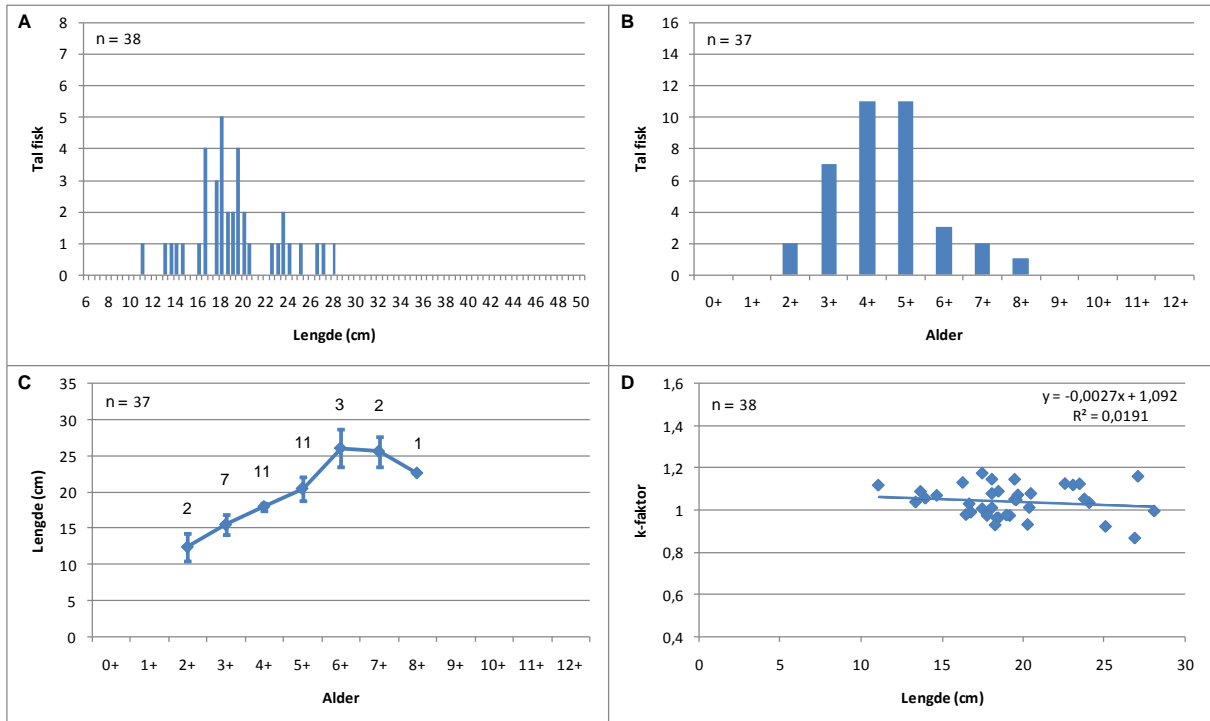 A
n = 38
8
7
6
5
4
3
2
1
0
Tal fisk
6 8 10 12 14 16 18 20 22 24 26 28 30 32 34 36 38 40 42 44 46 48 50
Lengde (cm)
B
n = 37
16
14
12
10
8
6
4
2
0
Tal fisk
0+ 1+ 2+ 3+ 4+ 5+ 6+ 7+ 8+ 9+ 10+ 11+ 12+
Alder
C
n = 37
35
30
25
20
15
10
5
0
Lengde (cm)
2 7 11 11 3 2 1
0+ 1+ 2+ 3+ 4+ 5+ 6+ 7+ 8+ 9+ 10+ 11+ 12+
Alder
D
n = 38
y = -0,0027x + 1,092
R² = 0,0191
1,6
1,4
1,2
1
0,8
0,6
0,4
k-faktor
0 5 10 15 20 25 30
Lengde (cm)